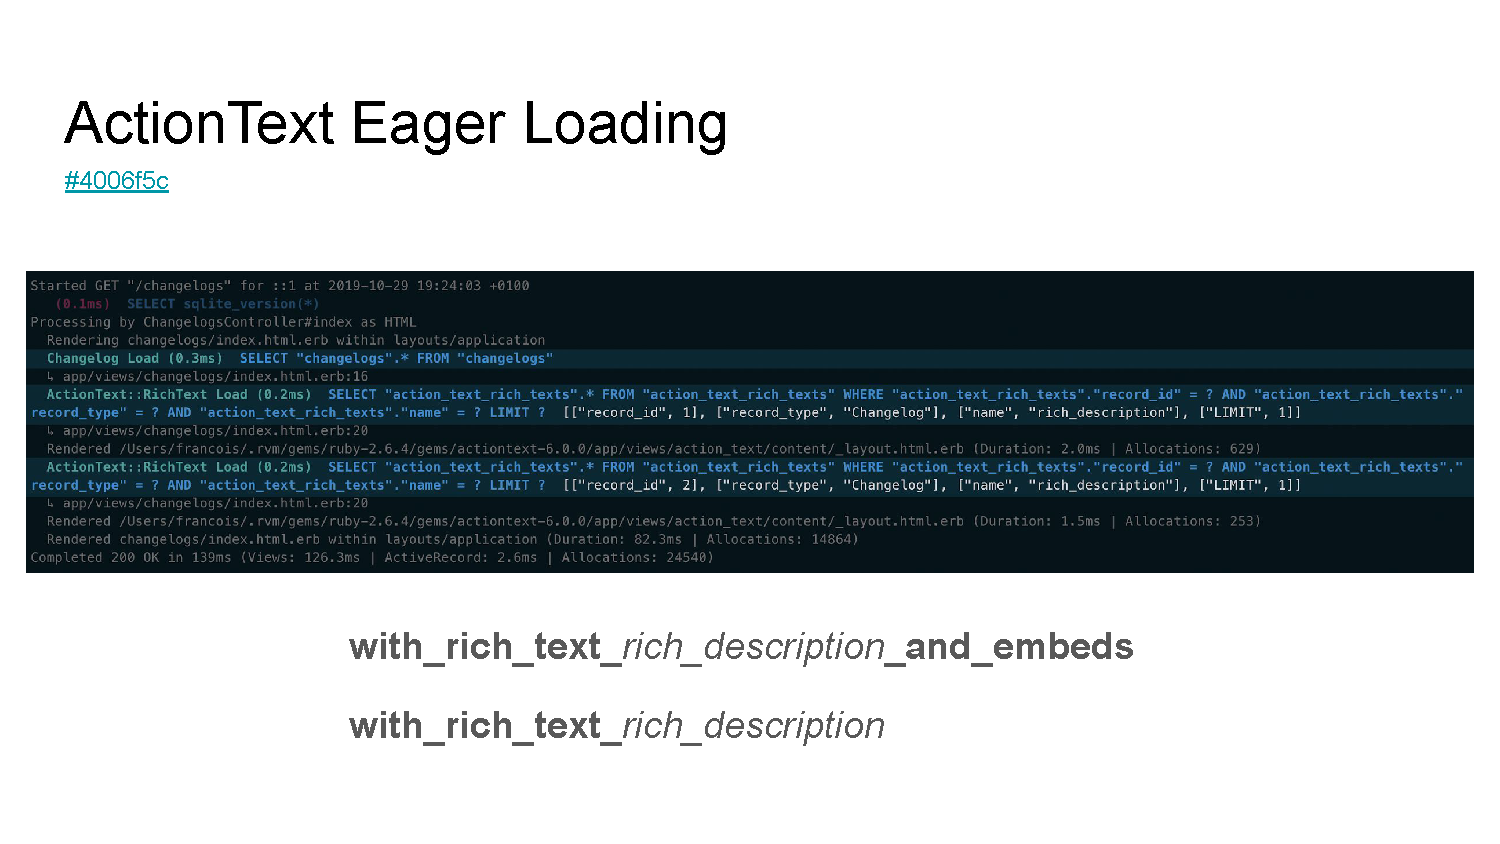 ActionText Eager Loading
#4006f5c
Started GET "/changelogs" for ::1 at 2019-10-29 19:24:03 +0100
(0.1ms) SELECT sqlite_version(*)
Processing by ChangelogsController#index as HTML
Rendering changelogs/index.html.erb within layouts/application
Changelog Load (0.3ms) SELECT "changelogs".* FROM "changelogs"
↳ app/views/changelogs/index.html.erb:16
ActionText::RichText Load (0.2ms) SELECT "action_text_rich_texts".* FROM "action_text_rich_texts" WHERE "action_text_rich_texts"."record_id" = ? AND "action_text_rich_texts"."
record_type" = ? AND "action_text_rich_texts"."name" = ? LIMIT ? [["record_id", 1], ["record_type", "Changelog"], ["name", "rich_description"], ["LIMIT", 1]]
↳ app/views/changelogs/index.html.erb:20
Rendered /Users/francois/.rvm/gems/ruby-2.6.4/gems/actiontext-6.0.0/app/views/action_text/content/_layout.html.erb (Duration: 2.0ms | Allocations: 629)
ActionText::RichText Load (0.2ms) SELECT "action_text_rich_texts".* FROM "action_text_rich_texts" WHERE "action_text_rich_texts"."record_id" = ? AND "action_text_rich_texts"."
record_type" = ? AND "action_text_rich_texts"."name" = ? LIMIT ? [["record_id", 2], ["record_type", "Changelog"], ["name", "rich_description"], ["LIMIT", 1]]
↳ app/views/changelogs/index.html.erb:20
Rendered /Users/francois/.rvm/gems/ruby-2.6.4/gems/actiontext-6.0.0/app/views/action_text/content/_layout.html.erb (Duration: 1.5ms | Allocations: 253)
Rendered changelogs/index.html.erb within layouts/application (Duration: 82.3ms | Allocations: 14864)
Completed 200 OK in 139ms (Views: 126.3ms | ActiveRecord: 2.6ms | Allocations: 24540)
with_rich_text_rich_description_and_embeds
with_rich_text_rich_description